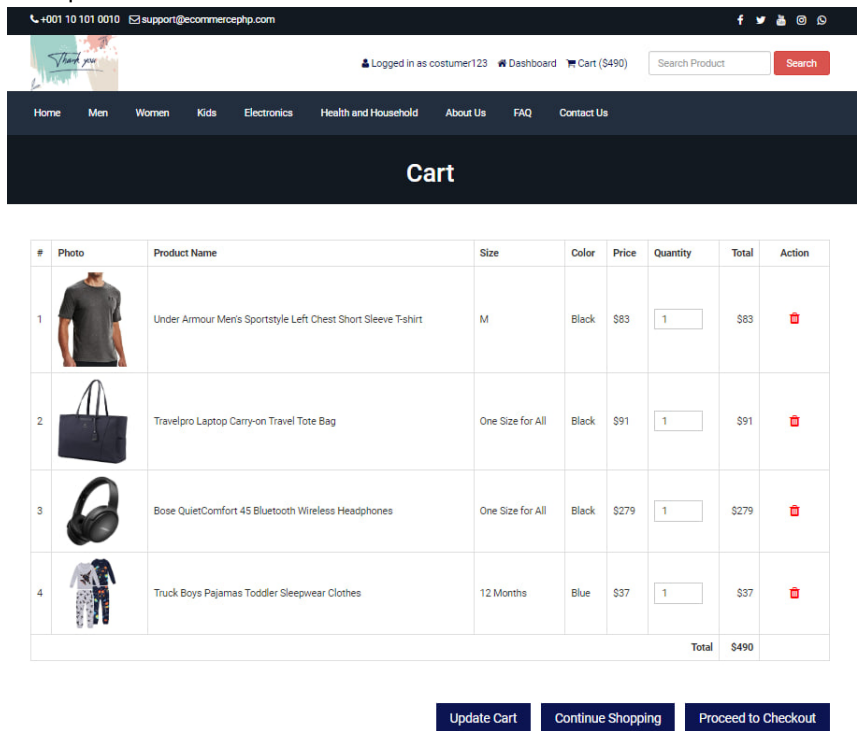 +001 10 101 0010 support@ecommercephp.com
Thank you
Logged in as costumer123 Dashboard Cart ($490) Search Product Search
Home Men Women Kids Electronics Health and Household About Us FAQ Contact Us
Cart
# Photo Product Name Size Color Price Quantity Total Action
1 Under Armour Men's Sportstyle Left Chest Short Sleeve T-shirt M Black $83 1 $83
2 Travelpro Laptop Carry-on Travel Tote Bag One Size for All Black $91 1 $91
3 Bose QuietComfort 45 Bluetooth Wireless Headphones One Size for All Black $279 1 $279
4 Truck Boys Pajamas Toddler Sleepwear Clothes 12 Months Blue $37 1 $37
Total $490
Update Cart Continue Shopping Proceed to Checkout